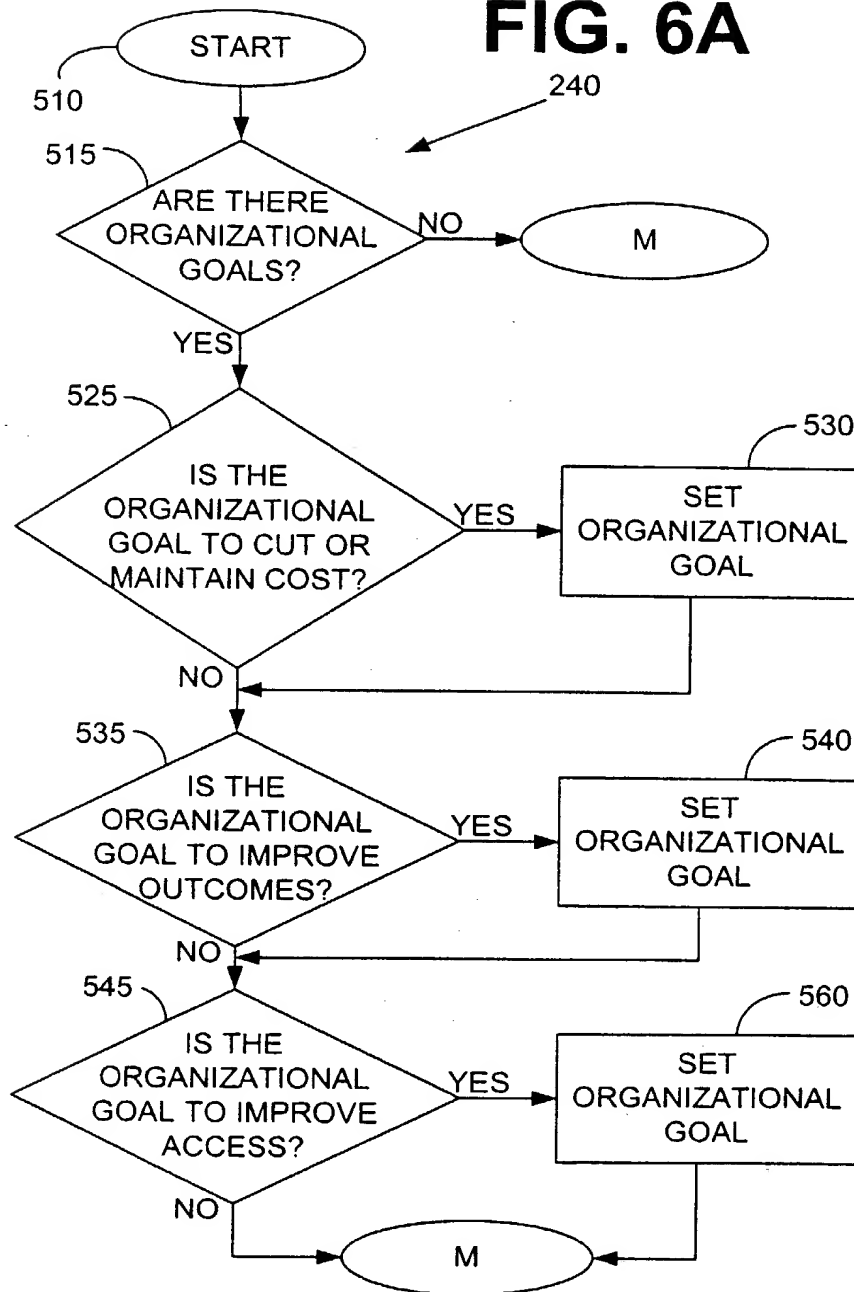 FIG. 6A
START
510
240
515
ARE THERE
ORGANIZATIONAL
GOALS?
NO
M
YES
525
IS THE
ORGANIZATIONAL
GOAL TO CUT OR
MAINTAIN COST?
YES
530
SET
ORGANIZATIONAL
GOAL
NO
535
IS THE
ORGANIZATIONAL
GOAL TO IMPROVE
OUTCOMES?
YES
540
SET
ORGANIZATIONAL
GOAL
NO
545
IS THE
ORGANIZATIONAL
GOAL TO IMPROVE
ACCESS?
YES
560
SET
ORGANIZATIONAL
GOAL
NO
M